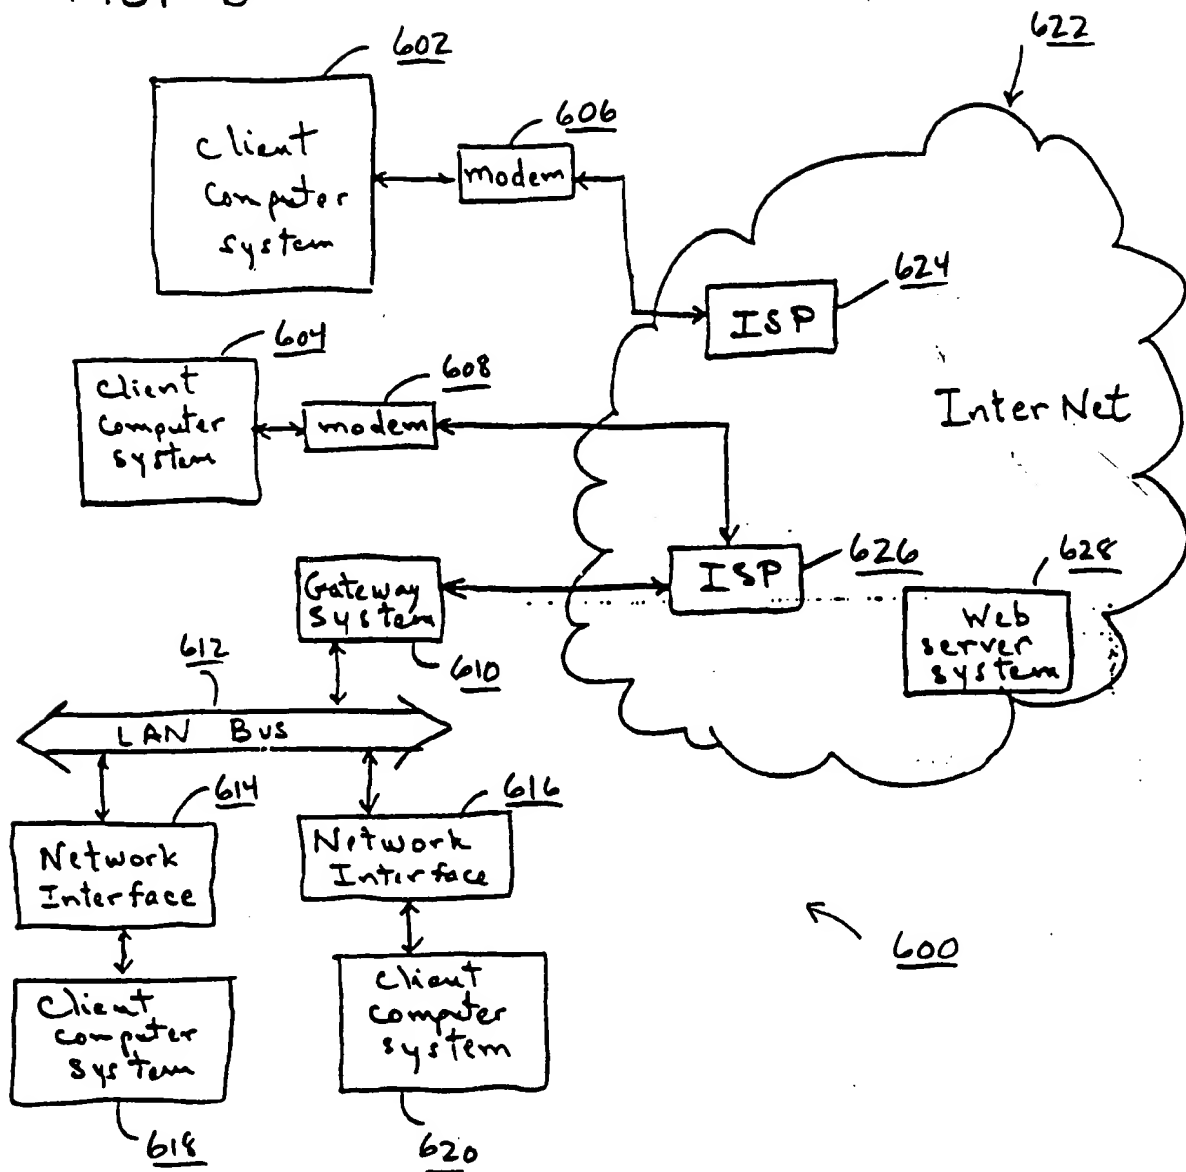 602
622
606
Client
computer
system
modem
624
ISP
604
608
Client
computer
system
modem
InterNet
626
628
ISP
Gateway
system
Web
server
system
612
610
LAN Bus
614
616
Network
Interface
Network
Interface
600
Client
computer
system
Client
computer
system
618
620